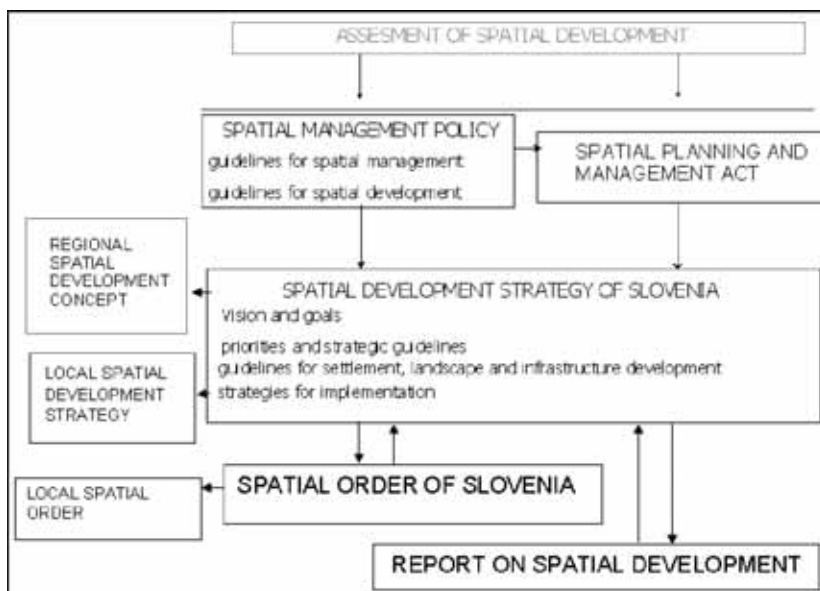 ASSESMENT OF SPATIAL DEVELOPMENT
SPATIAL MANAGEMENT POLICY
guidelines for spatial management
guidelines for spatial development
SPATIAL PLANNING AND
MANAGEMENT ACT
REGIONAL
SPATIAL
DEVELOPMENT
CONCEPT
SPATIAL DEVELOPMENT STRATEGY OF SLOVENIA
Vision and goals
priorities and strategic guidelines
guidelines for settlement, landscape and infrastructure development
strategies for implementation
LOCAL SPATIAL
DEVELOPMENT
STRATEGY
SPATIAL ORDER OF SLOVENIA
LOCAL SPATIAL
ORDER
REPORT ON SPATIAL DEVELOPMENT